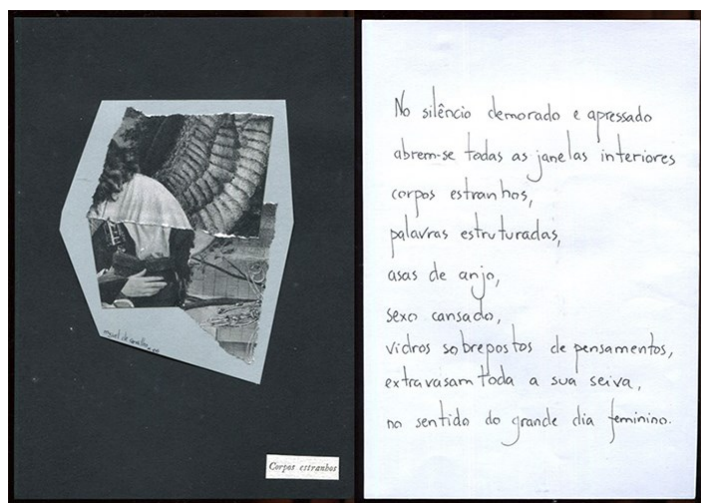 Corpos estranhos
No silêncio demorado e apressado
abrem-se todas as janelas interiores
corpos estranhos,
palavras estruturadas,
asas de anjo,
sexo cansado,
vidros sobrepostos de pensamentos,
extravasam toda a sua seiva,
no sentido do grande dia feminino.